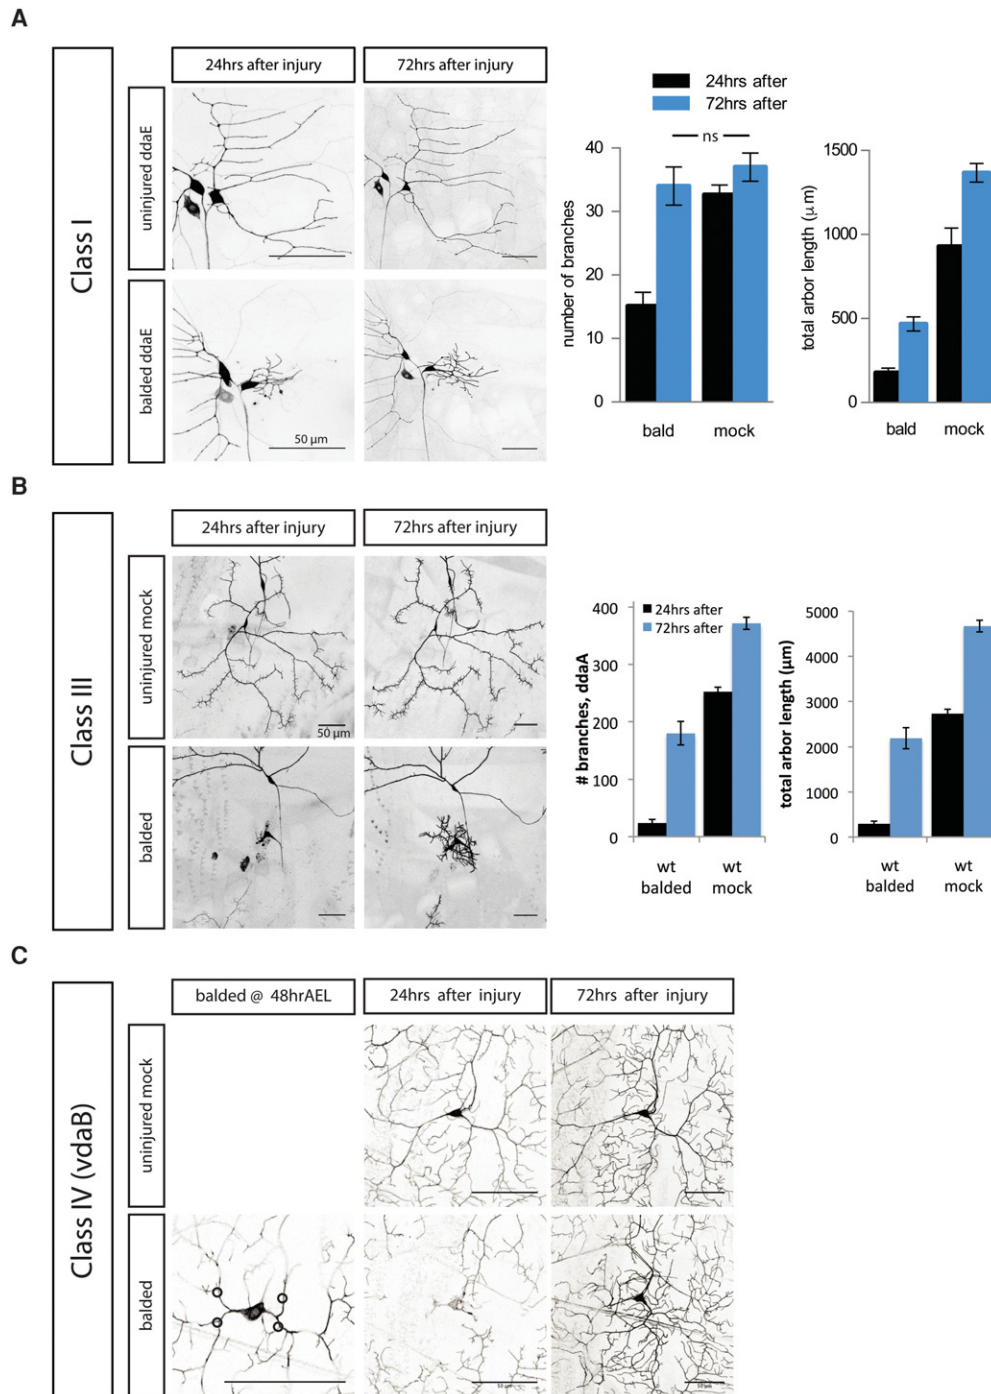 A
Class I
24hrs after injury
72hrs after injury
uninjured ddaE
balded ddaE
50 µm
24hrs after
72hrs after
number of branches
40
30
20
10
0
ns
bald
mock
total arbor length (µm)
1500
1000
500
0
bald
mock
B
Class III
24hrs after injury
72hrs after injury
uninjured mock
balded
50 µm
# branches, ddaA
400
300
200
100
0
24hrs after
72hrs after
wt
balded
wt
mock
total arbor length (µm)
5000
4000
3000
2000
1000
0
wt
balded
wt
mock
C
Class IV (vdaB)
balded @ 48hrAEL
24hrs after injury
72hrs after injury
uninjured mock
balded
50 µm
50 µm